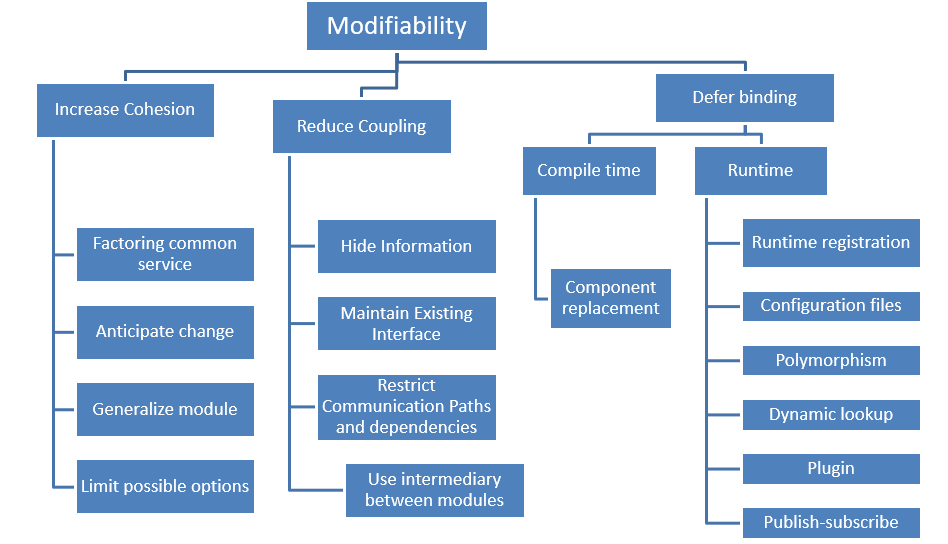 Modifiability
Increase Cohesion
Factoring common
service
Anticipate change
Generalize module
Limit possible options
Reduce Coupling
Hide Information
Maintain Existing
Interface
Restrict
Communication Paths
and dependencies
Use intermediary
between modules
Defer binding
Compile time
Component
replacement
Runtime
Runtime registration
Configuration files
Polymorphism
Dynamic lookup
Plugin
Publish-subscribe